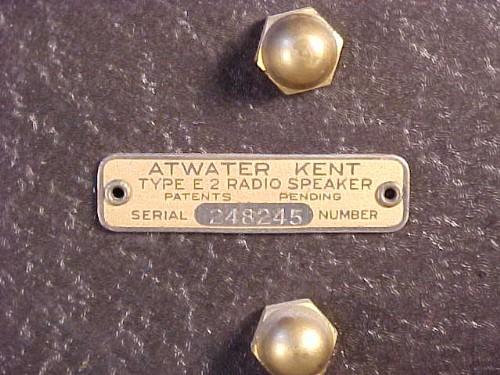 ATWATER KENT
TYPE E 2 RADIO SPEAKER
PATENTS PENDING
SERIAL 248245 NUMBER